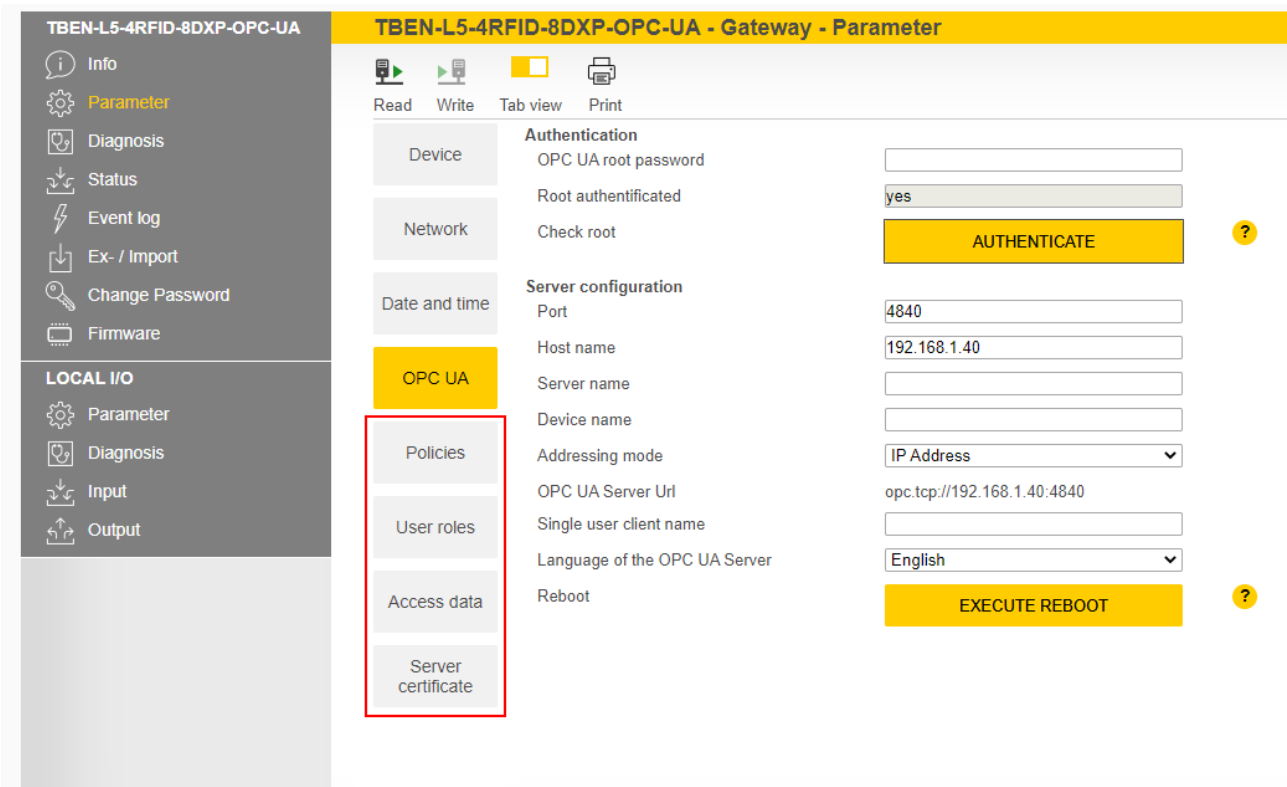 TBEN-L5-4RFID-8DXP-OPC-UA
Info
Parameter
Diagnosis
Status
Event log
Ex- / Import
Change Password
Firmware
LOCAL I/O
Parameter
Diagnosis
Input
Output
TBEN-L5-4RFID-8DXP-OPC-UA - Gateway - Parameter
Read Write Tab view Print
Device
Network
Date and time
OPC UA
Policies
User roles
Access data
Server
certificate
Authentication
OPC UA root password
Root authentificated yes
Check root AUTHENTICATE ?
Server configuration
Port 4840
Host name 192.168.1.40
Server name
Device name
Addressing mode IP Address
OPC UA Server Url opc.tcp://192.168.1.40:4840
Single user client name
Language of the OPC UA Server English
Reboot EXECUTE REBOOT ?